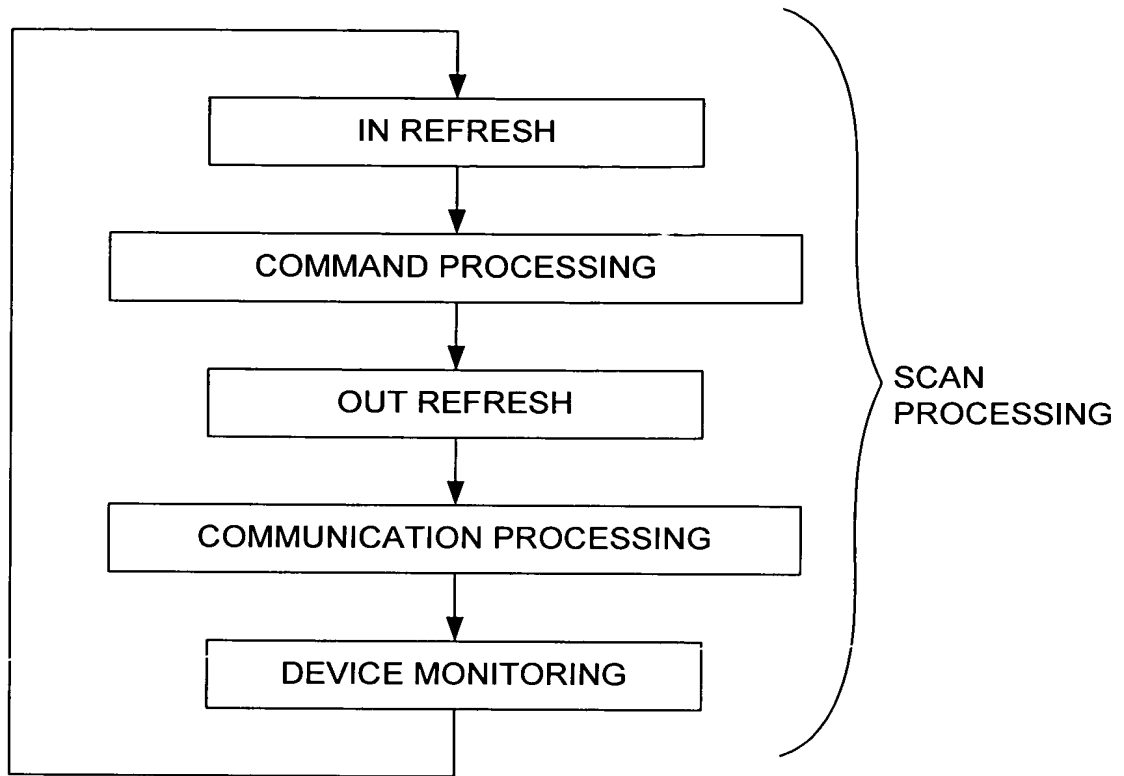 IN REFRESH
COMMAND PROCESSING
OUT REFRESH
COMMUNICATION PROCESSING
DEVICE MONITORING
SCAN
PROCESSING